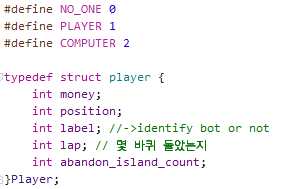 #define NO_ONE 0
#define PLAYER 1
#define COMPUTER 2
typedef struct player {
int money;
int position;
int label; //->identify bot or not
int lap; // 몇 바퀴 돌았는지
int abandon_island_count;
}Player;